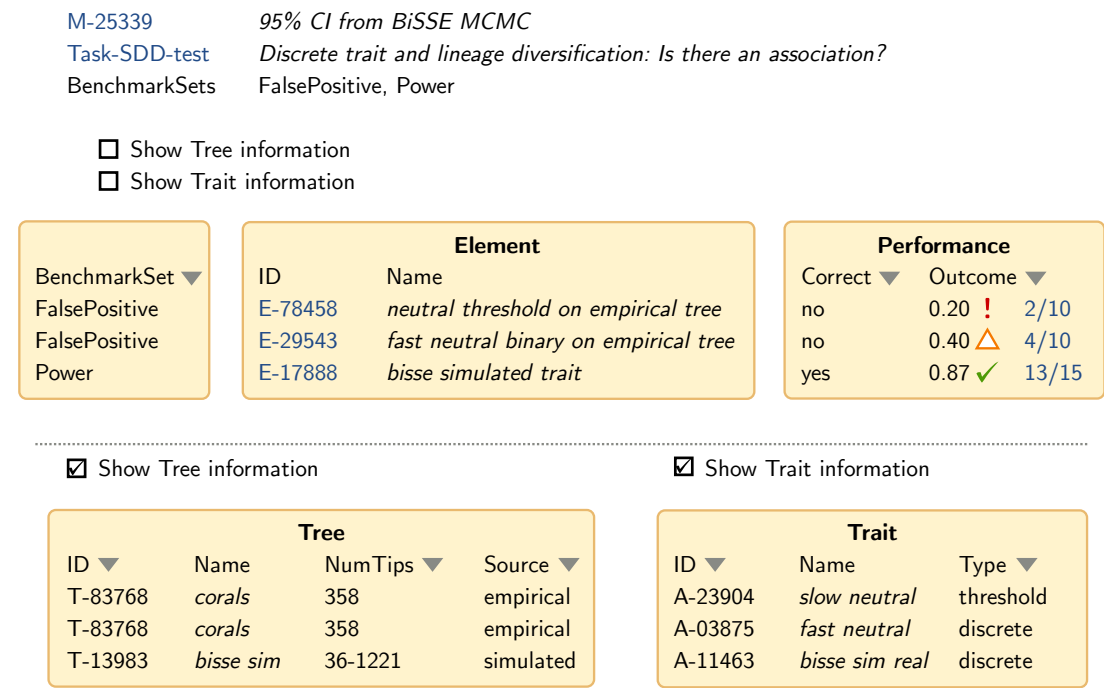 M-25339 95% CI from BiSSE MCMC
Task-SDD-test Discrete trait and lineage diversification: Is there an association?
BenchmarkSets FalsePositive, Power
Show Tree information
Show Trait information
Element Performance
BenchmarkSet ID Name Correct Outcome
FalsePositive E-78458 neutral threshold on empirical tree no 0.20 ! 2/10
FalsePositive E-29543 fast neutral binary on empirical tree no 0.40 4/10
Power E-17888 bisse simulated trait yes 0.87 ✓ 13/15
Show Tree information Show Trait information
Tree Trait
ID Name NumTips Source ID Name Type
T-83768 corals 358 empirical A-23904 slow neutral threshold
T-83768 corals 358 empirical A-03875 fast neutral discrete
T-13983 bisse sim 36-1221 simulated A-11463 bisse sim real discrete